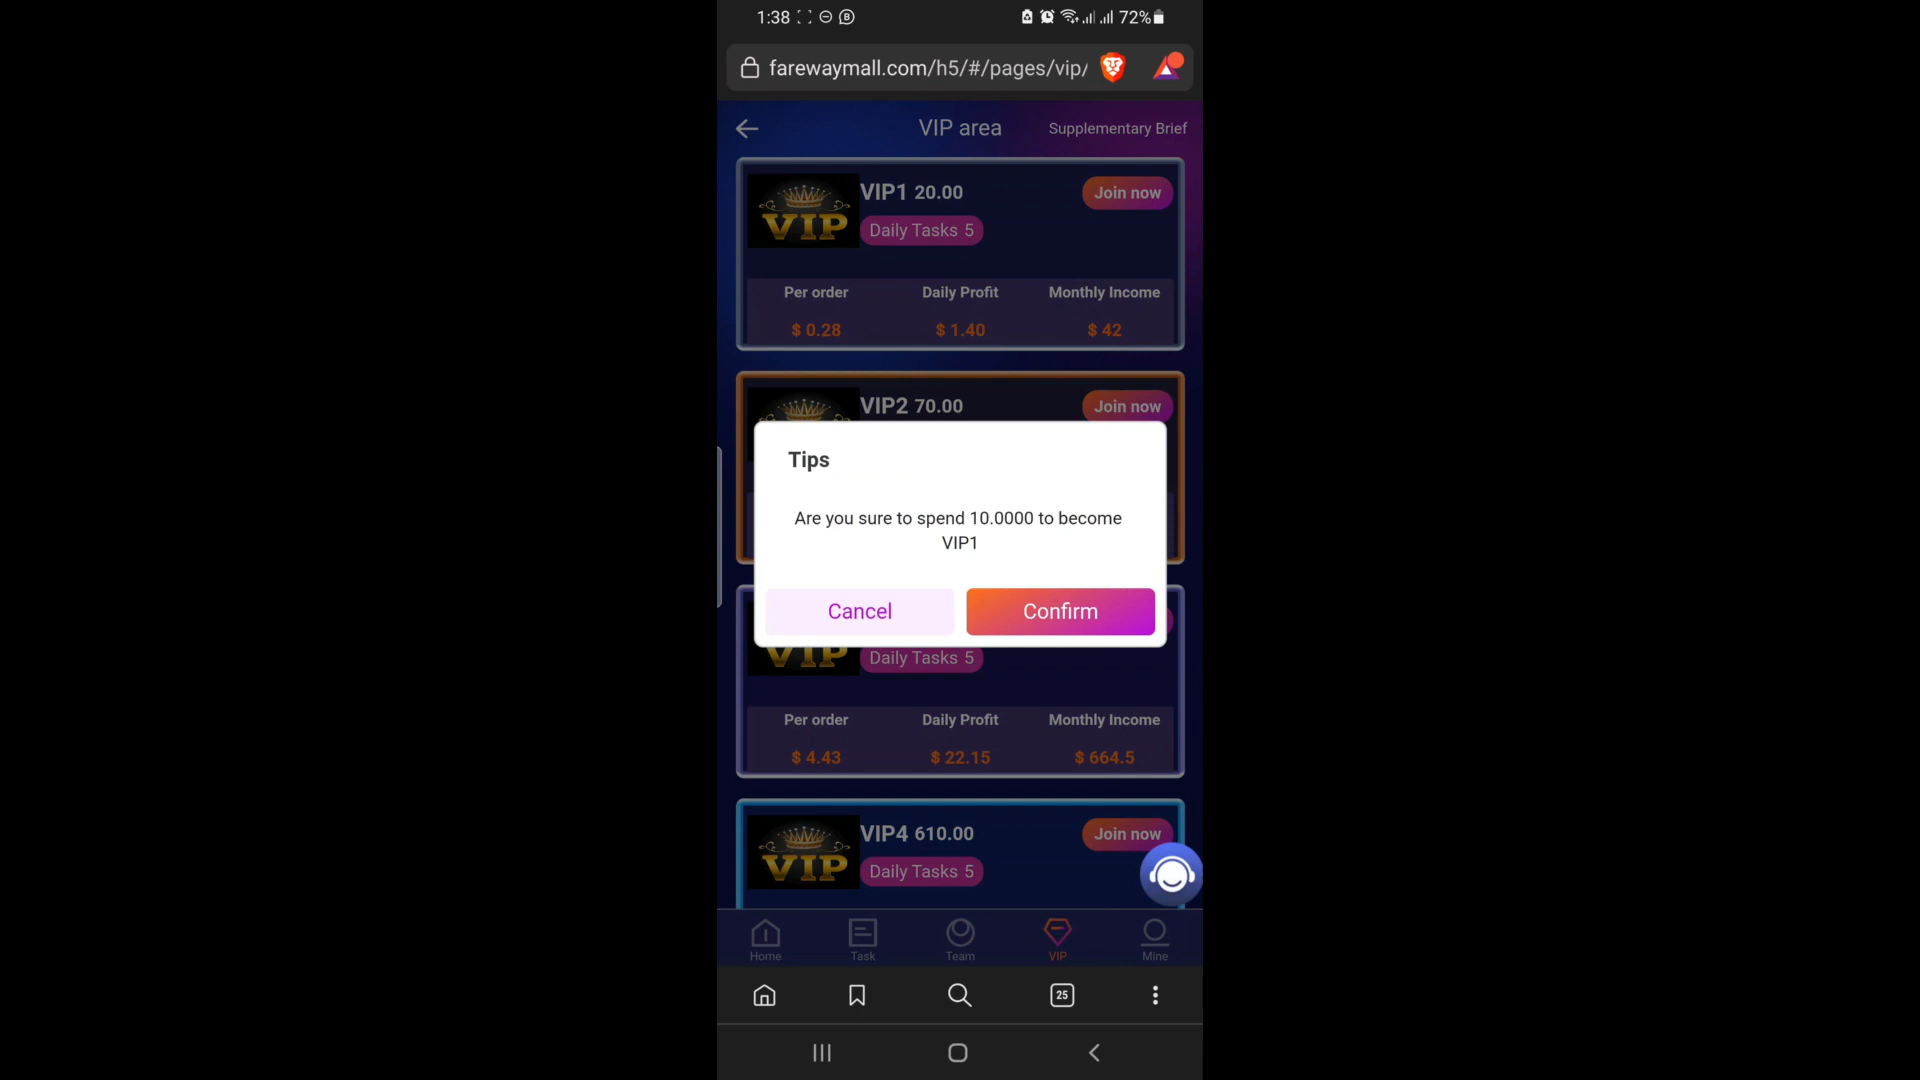 1:38 72%
farewaymall.com/h5/#/pages/vip/
VIP area Supplementary Brief
VIP
VIP1 20.00 Join now
Daily Tasks 5
Per order Daily Profit Monthly Income
$ 0.28 $ 1.40 $ 42
VIP2 70.00 Join now
Tips
Are you sure to spend 10.0000 to become
VIP1
Cancel Confirm
VIP
Daily Tasks 5
Per order Daily Profit Monthly Income
$ 4.43 $ 22.15 $ 664.5
VIP
VIP4 610.00 Join now
Daily Tasks 5
Home Task Team VIP Mine
25